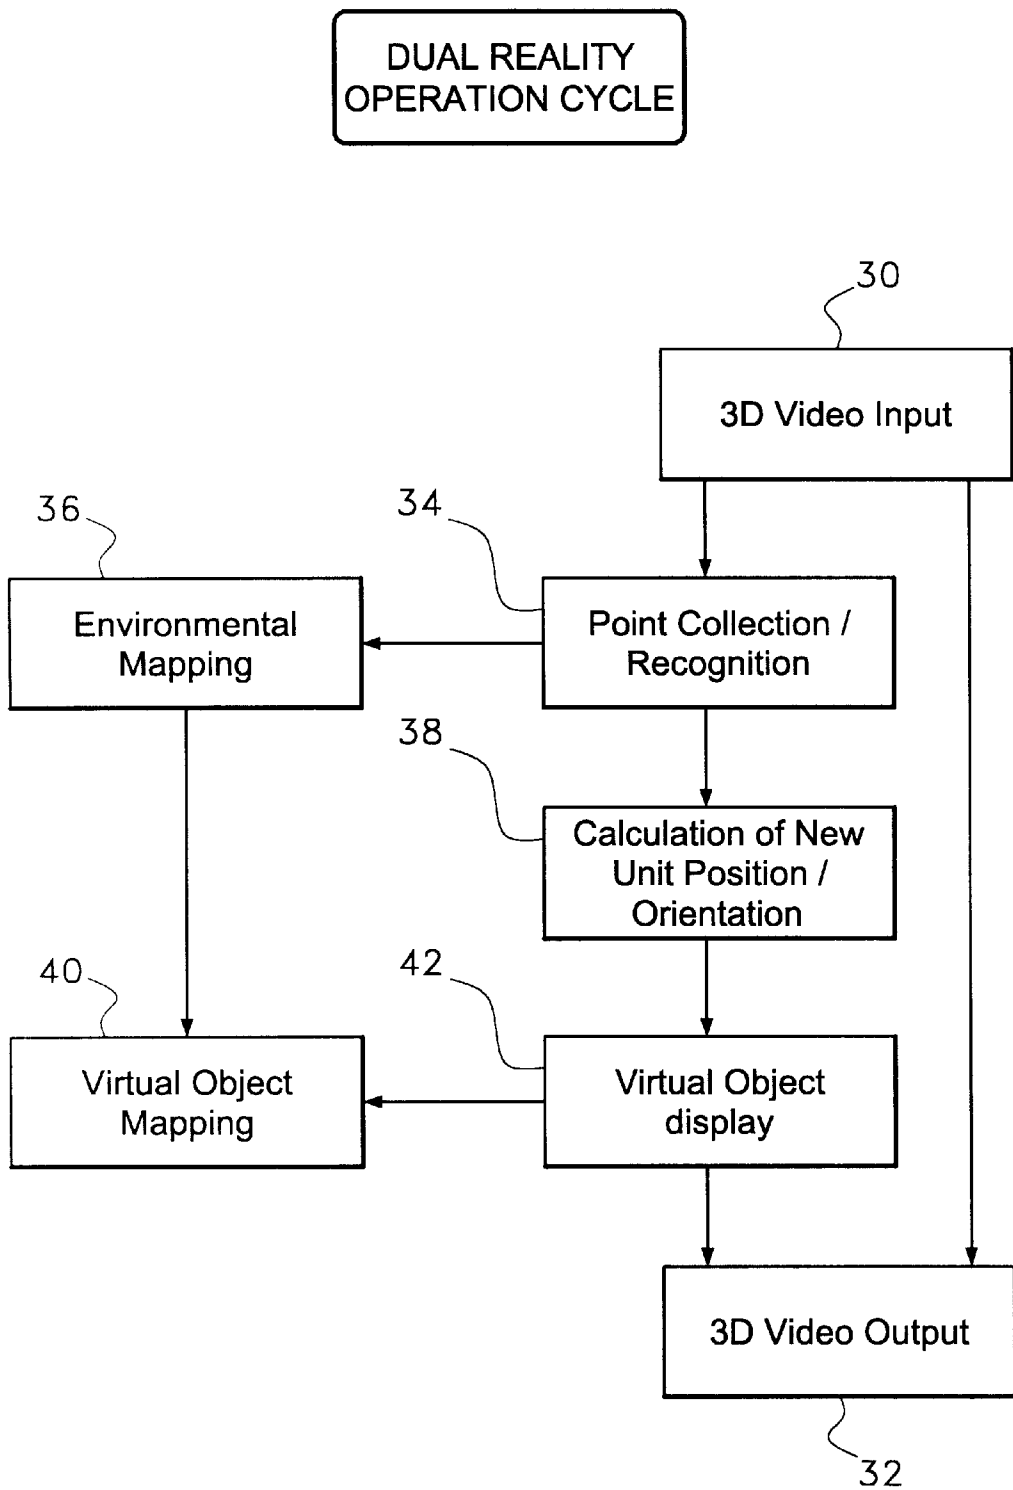 DUAL REALITY
OPERATION CYCLE
30
3D Video Input
36
34
Environmental
Mapping
Point Collection /
Recognition
38
Calculation of New
Unit Position /
Orientation
40
42
Virtual Object
Mapping
Virtual Object
display
3D Video Output
32